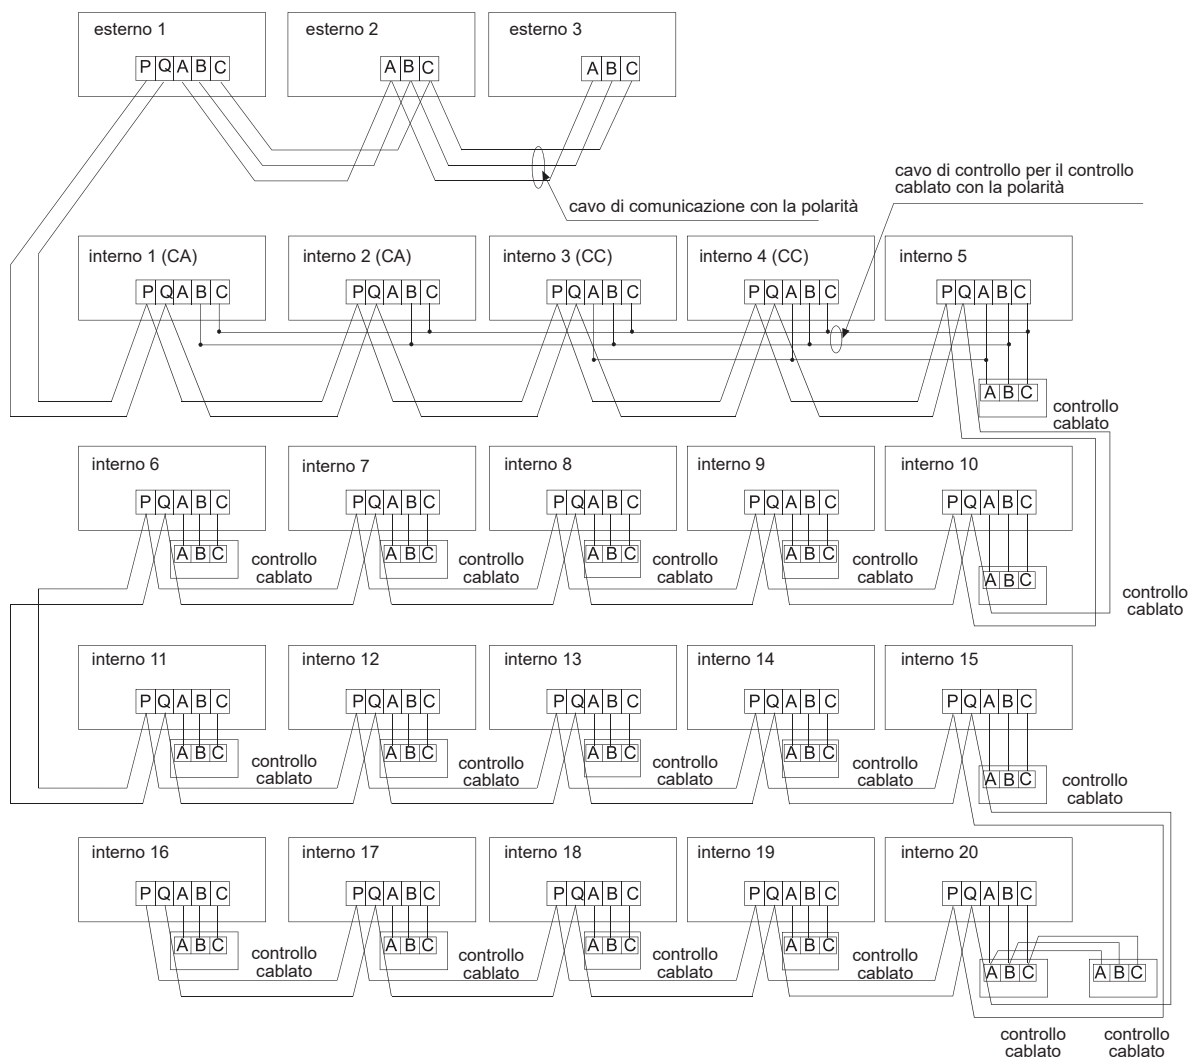 esterno 1
esterno 2
esterno 3
P Q A B C
A B C
A B C
cavo di controllo per il controllo
cablato con la polarità
cavo di comunicazione con la polarità
interno 1 (CA)
interno 2 (CA)
interno 3 (CC)
interno 4 (CC)
interno 5
P Q A B C
P Q A B C
P Q A B C
P Q A B C
P Q A B C
A B C
controllo
cablato
interno 6
interno 7
interno 8
interno 9
interno 10
P Q A B C
P Q A B C
P Q A B C
P Q A B C
P Q A B C
A B C
controllo
cablato
A B C
controllo
cablato
A B C
controllo
cablato
A B C
controllo
cablato
A B C
controllo
cablato
interno 11
interno 12
interno 13
interno 14
interno 15
P Q A B C
P Q A B C
P Q A B C
P Q A B C
P Q A B C
A B C
controllo
cablato
A B C
controllo
cablato
A B C
controllo
cablato
A B C
controllo
cablato
A B C
controllo
cablato
interno 16
interno 17
interno 18
interno 19
interno 20
P Q A B C
P Q A B C
P Q A B C
P Q A B C
P Q A B C
A B C
controllo
cablato
A B C
controllo
cablato
A B C
controllo
cablato
A B C
controllo
cablato
A B C
A B C
controllo
cablato
controllo
cablato